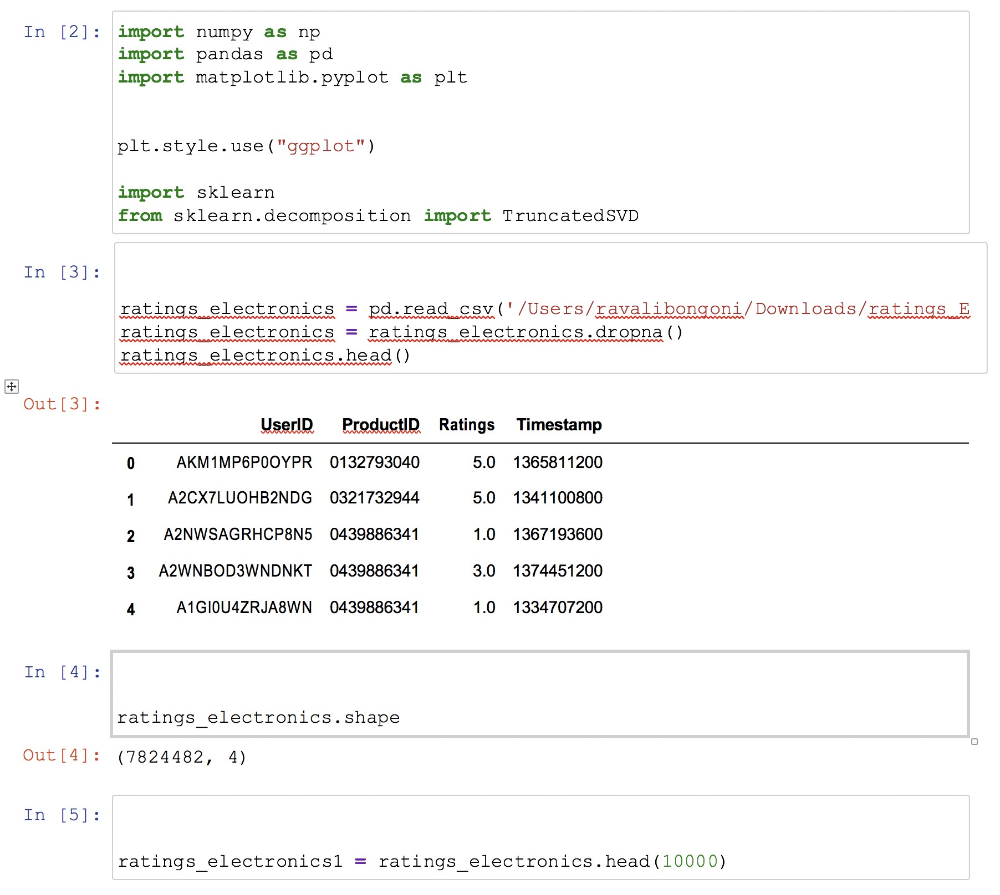 In [2]:
import numpy as np
import pandas as pd
import matplotlib.pyplot as plt
plt.style.use("ggplot")
import sklearn
from sklearn.decomposition import TruncatedSVD
In [3]:
ratings_electronics = pd.read_csv('/Users/ravalibongoni/Downloads/ratings_E
ratings_electronics = ratings_electronics.dropna()
ratings_electronics.head()
Out[3]:
UserID ProductID Ratings Timestamp
0 AKM1MP6P0OYPR 0132793040 5.0 1365811200
1 A2CX7LUOHB2NDG 0321732944 5.0 1341100800
2 A2NWSAGRHCP8N5 0439886341 1.0 1367193600
3 A2WNBOD3WNDNKT 0439886341 3.0 1374451200
4 A1GI0U4ZRJA8WN 0439886341 1.0 1334707200
In [4]:
ratings_electronics.shape
Out[4]: (7824482, 4)
In [5]:
ratings_electronics1 = ratings_electronics.head(10000)